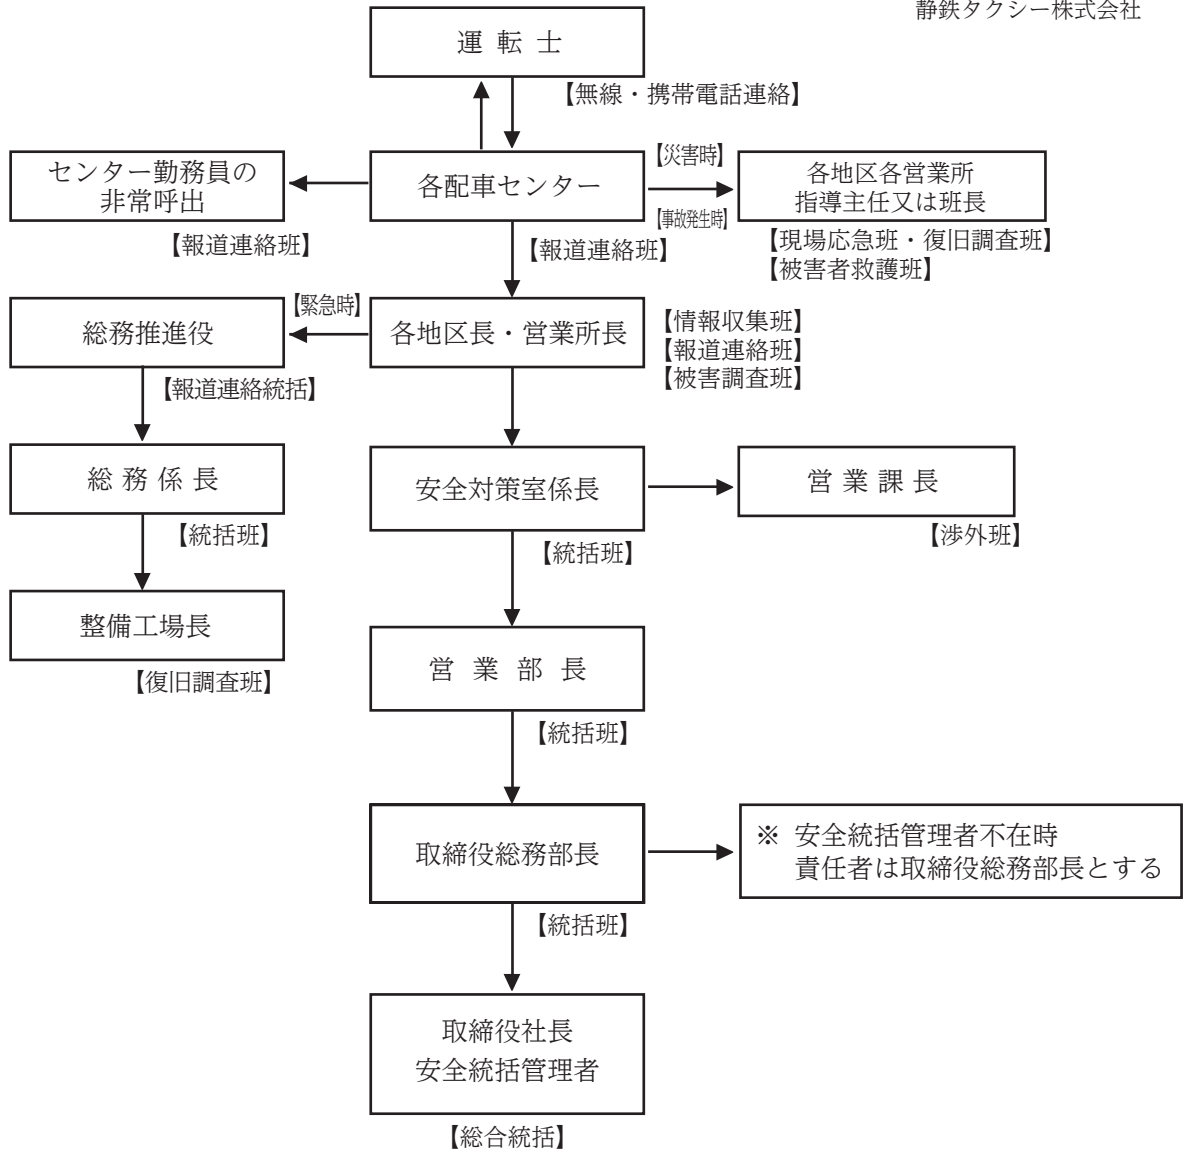 静鉄タクシー株式会社
運転士
【無線・携帯電話連絡】
センター勤務員の
非常呼出
【報道連絡班】
各配車センター
【災害時】
【事故発生時】
各地区各営業所
指導主任又は班長
【現場応急班・復旧調査班】
【被害者救護班】
【報道連絡班】
総務推進役
【緊急時】
各地区長・営業所長
【情報収集班】
【報道連絡班】
【被害調査班】
【報道連絡統括】
総務係長
【統括班】
安全対策室係長
【統括班】
営業課長
【渉外班】
整備工場長
【復旧調査班】
営業部長
【統括班】
取締役総務部長
【統括班】
※ 安全統括管理者不在時
責任者は取締役総務部長とする
取締役社長
安全統括管理者
【総合統括】